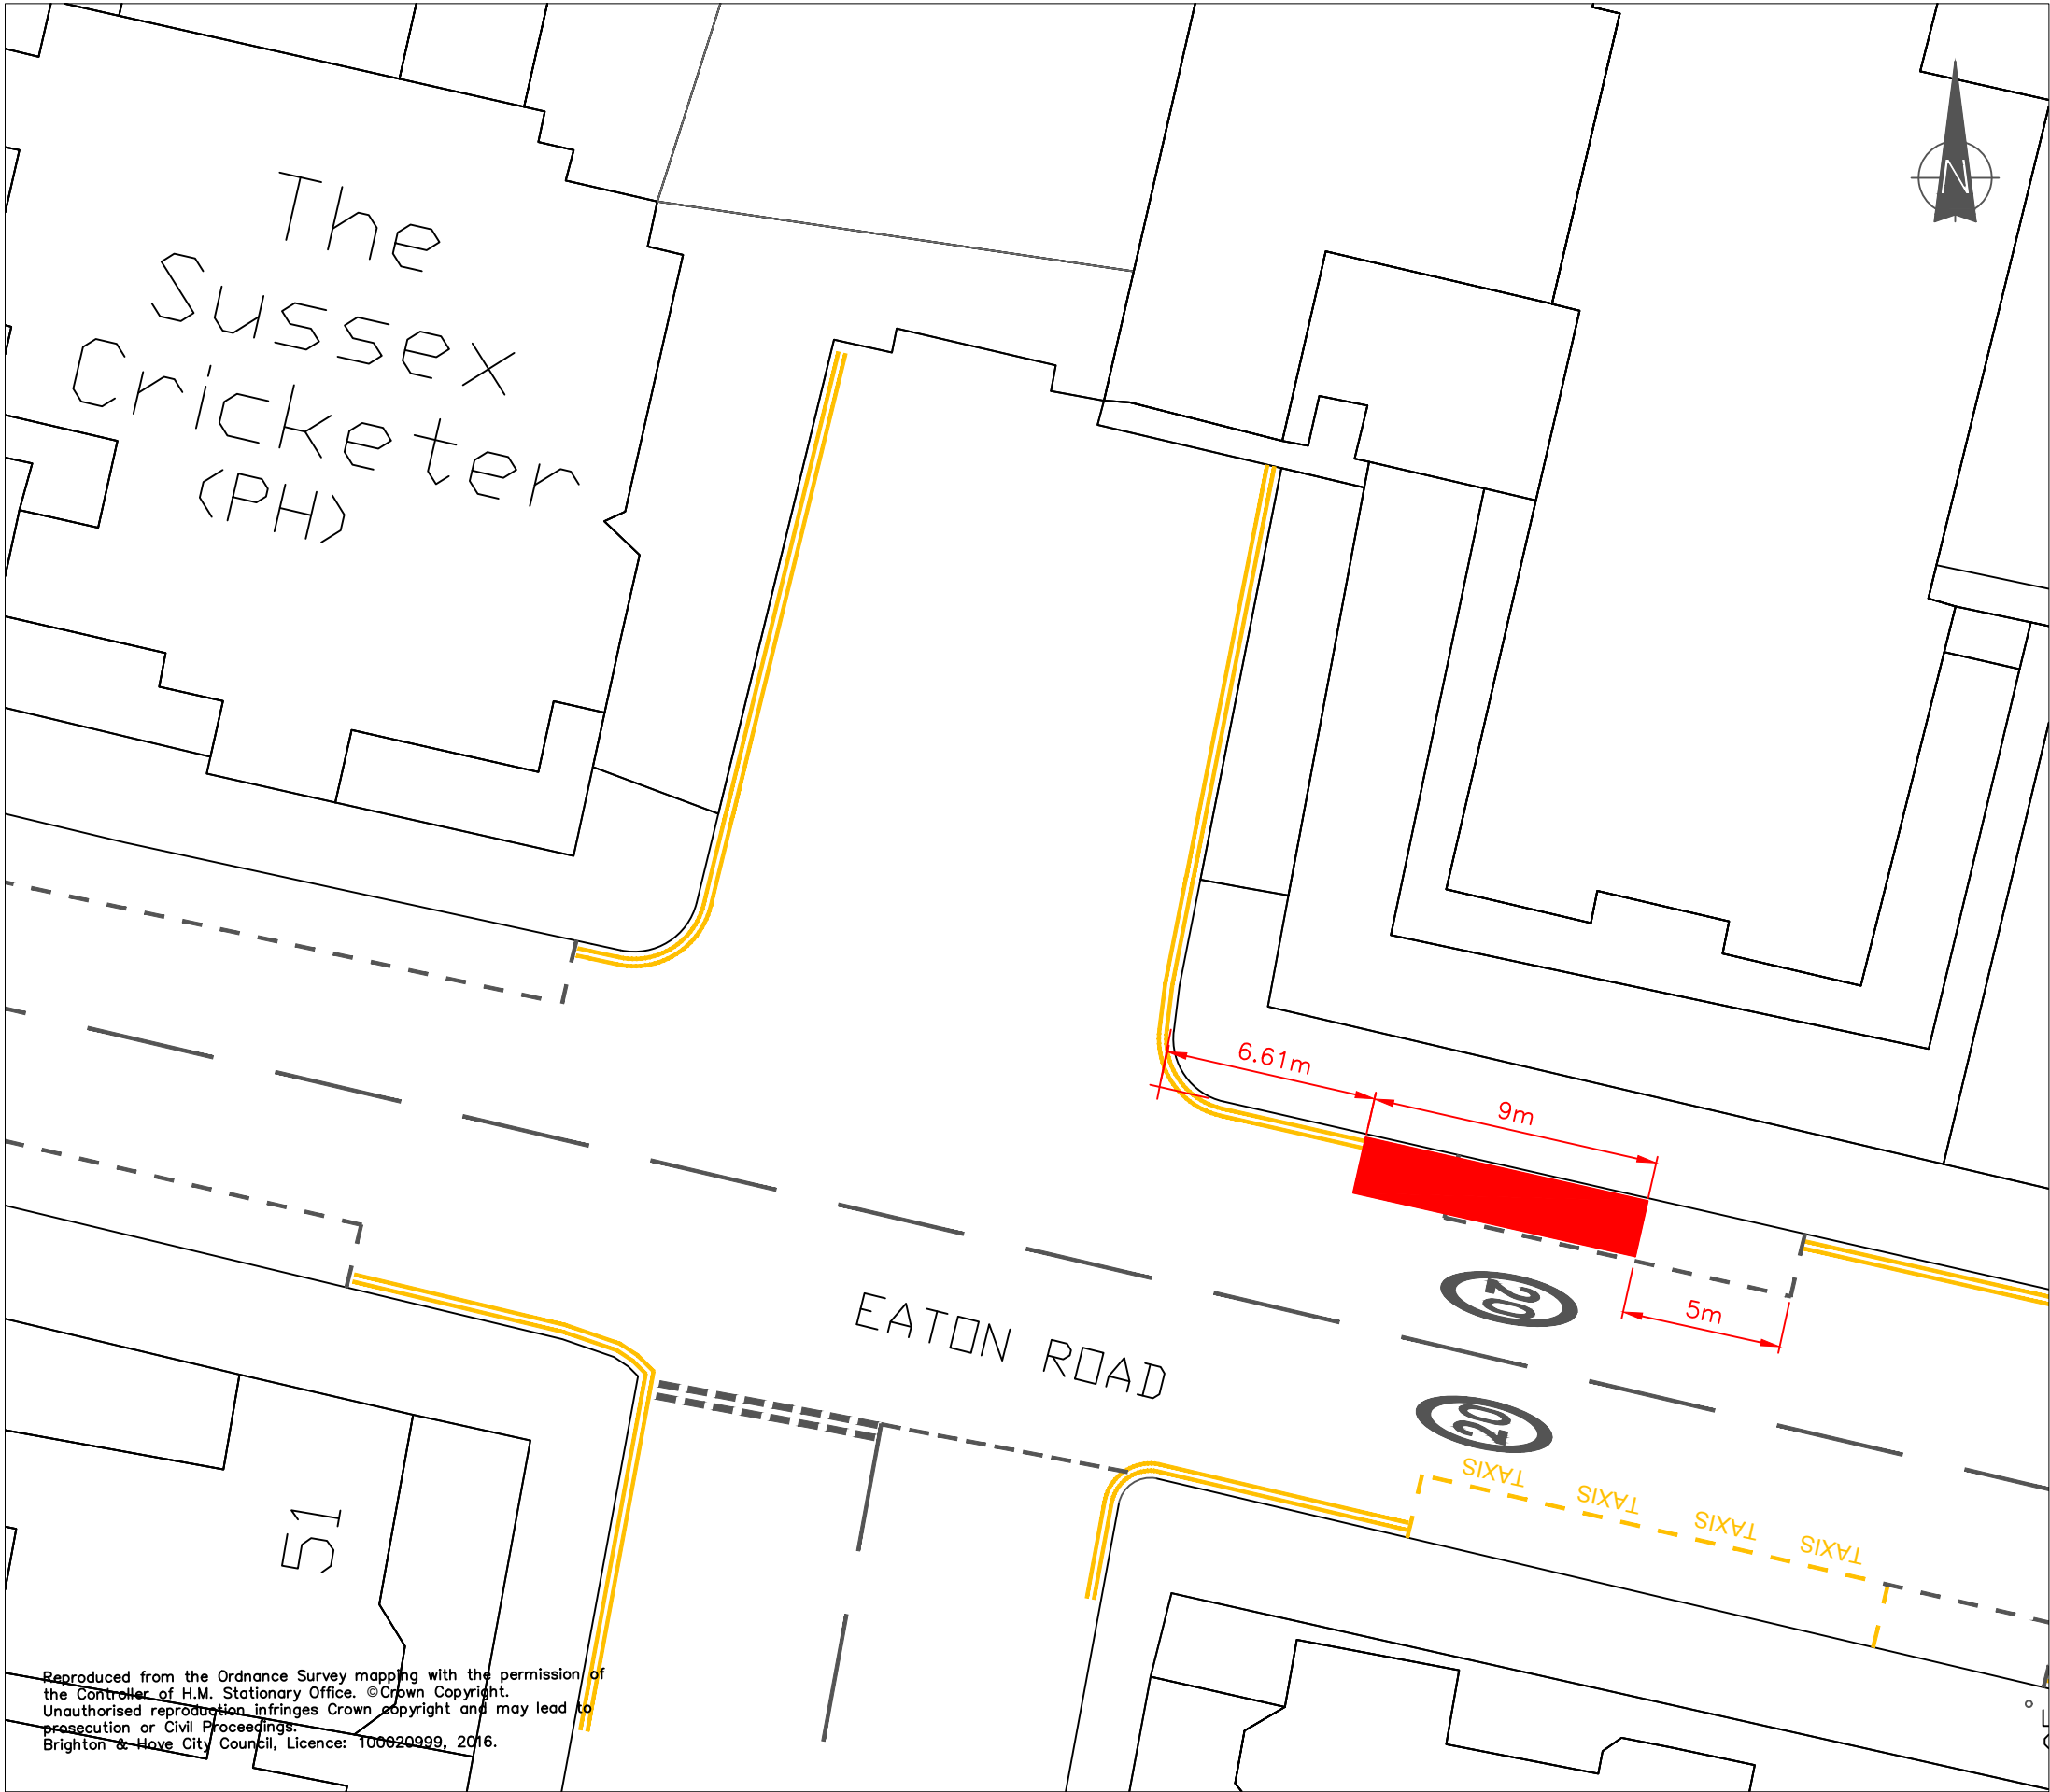 The
Sussex
Cricketer
(PH)
N
6.61m
9m
5m
20
EATON ROAD
20
TAXIS TAXIS TAXIS TAXIS
51
Reproduced from the Ordnance Survey mapping with the permission of
the Controller of H.M. Stationary Office. ©Crown Copyright.
Unauthorised reproduction infringes Crown copyright and may lead to
prosecution or Civil Proceedings.
Brighton & Hove City Council, Licence: 100020999, 2016.